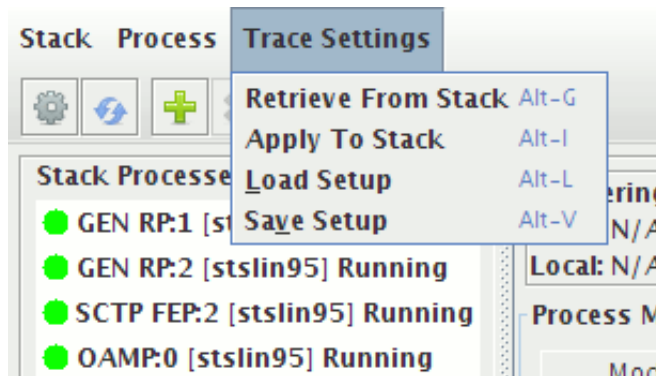 Stack Process Trace Settings
Retrieve From Stack Alt-G
Apply To Stack Alt-I
Load Setup Alt-L
Save Setup Alt-V
Stack Processe
GEN RP:1 [st
GEN RP:2 [stslin95] Running
SCTP FEP:2 [stslin95] Running
OAMP:0 [stslin95] Running
ering
N/A
Local: N/A
Process M
Moc